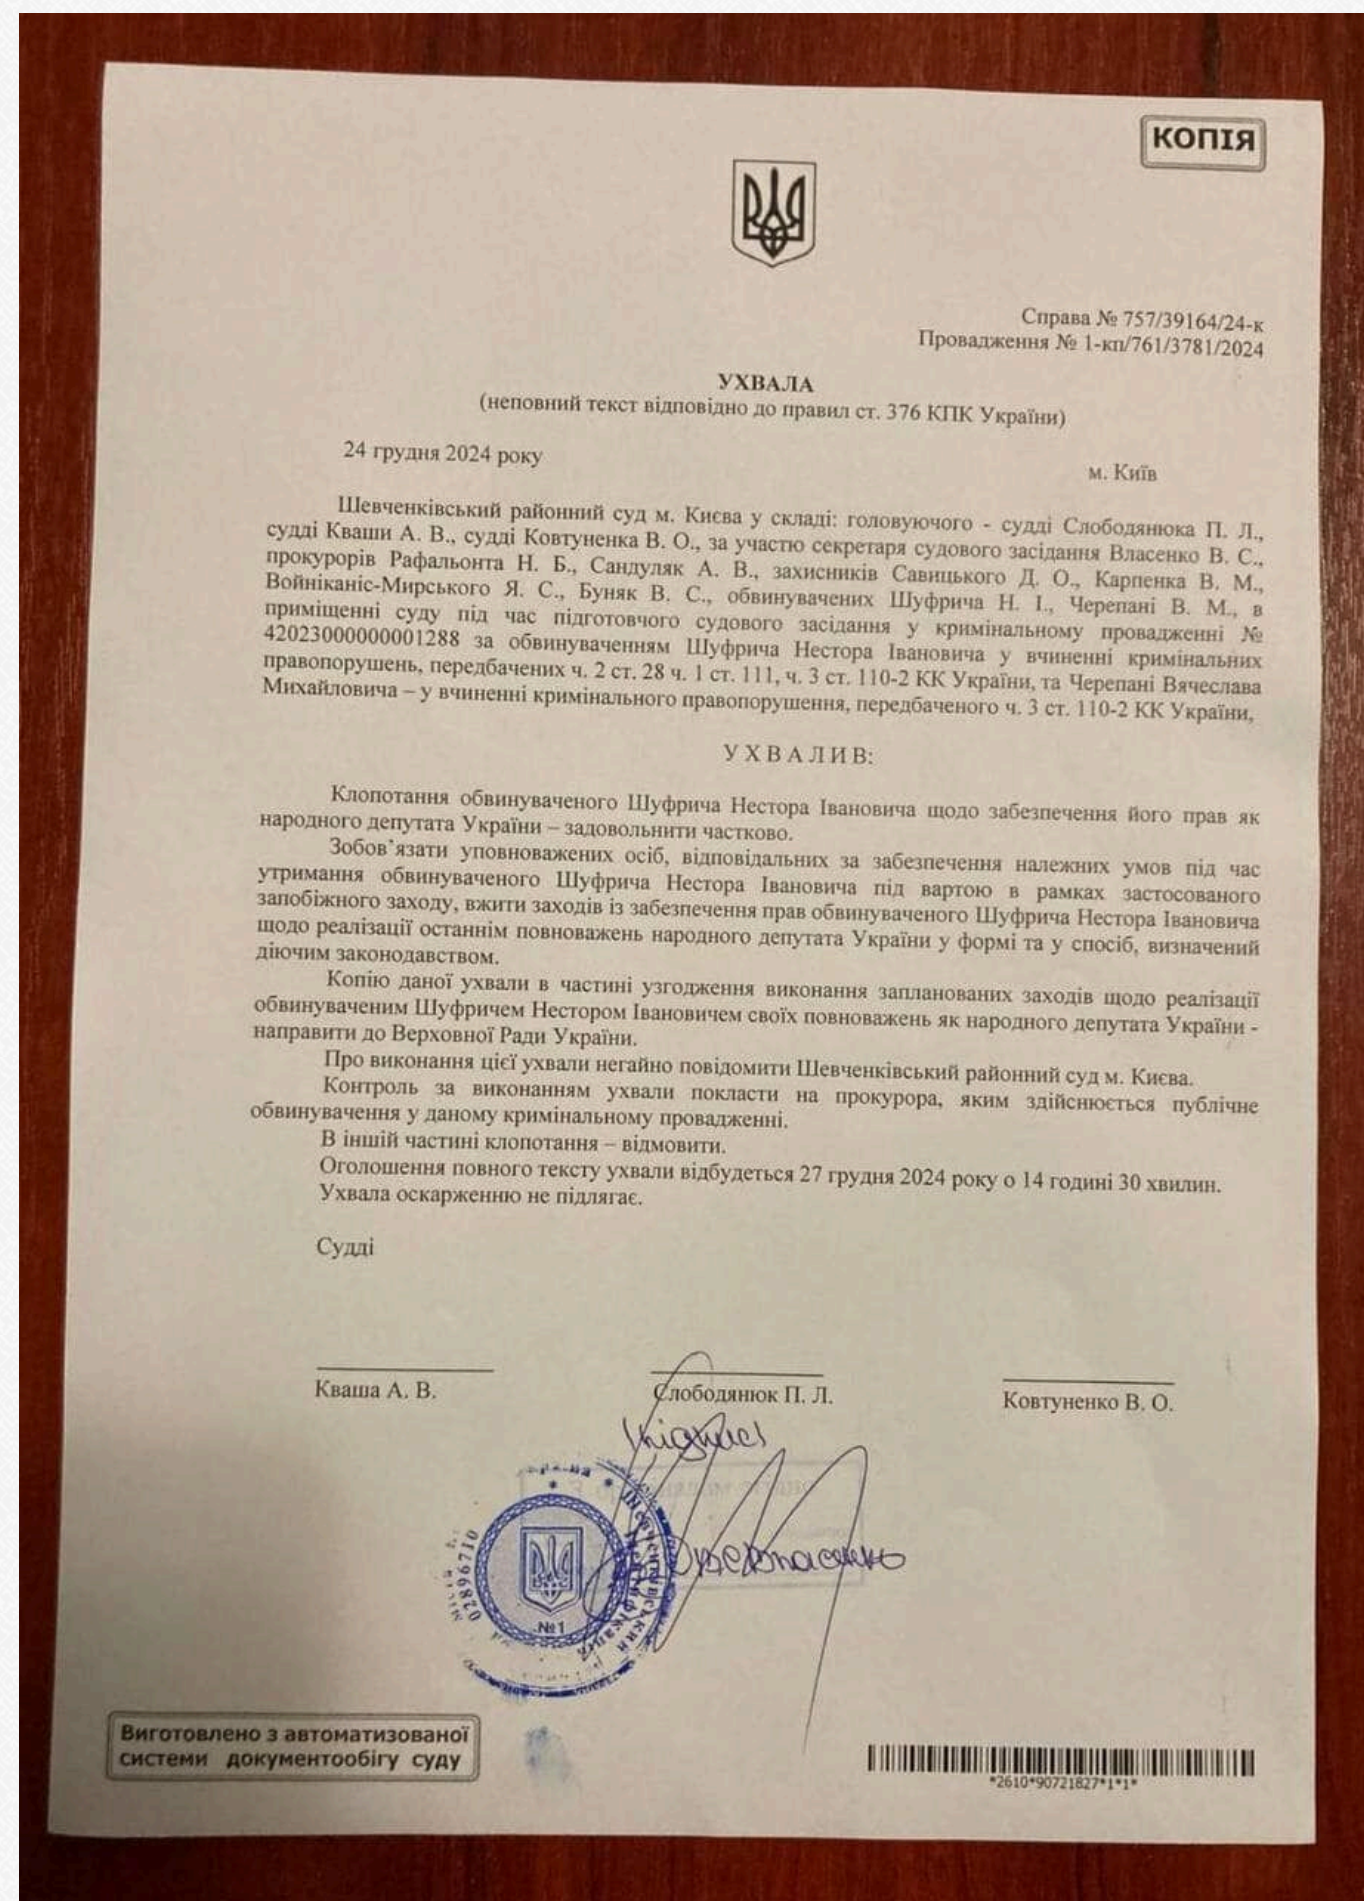 КОПІЯ
Справа № 757/39164/24-к
Провадження № 1-кп/761/3781/2024
УХВАЛА
(неповний текст відповідно до правил ст. 376 КПК України)
24 грудня 2024 року
м. Київ
Шевченківський районний суд м. Києва у складі: головуючого - судді Слободянюка П. Л.,
судді Кваши А. В., судді Ковтуненка В. О., за участю секретаря судового засідання Власенко В. С.,
прокурорів Рафальонта Н. Б., Сандуляк А. В., захисників Савицького Д. О., Карпенка В. М.,
Войніканіс-Мирського Я. С., Буняк В. С., обвинувачених Шуфрича Н. І., Черепані В. М., в
приміщенні суду під час підготовчого судового засідання у кримінальному провадженні №
42023000000001288 за обвинуваченням Шуфрича Нестора Івановича у вчиненні кримінальних
правопорушень, передбачених ч. 2 ст. 28 ч. 1 ст. 111, ч. 3 ст. 110-2 КК України, та Черепані Вячеслава
Михайловича – у вчиненні кримінального правопорушення, передбаченого ч. 3 ст. 110-2 КК України,
У Х В А Л И В:
Клопотання обвинуваченого Шуфрича Нестора Івановича щодо забезпечення його прав як
народного депутата України – задовольнити частково.
Зобов’язати уповноважених осіб, відповідальних за забезпечення належних умов під час
утримання обвинуваченого Шуфрича Нестора Івановича під вартою в рамках застосованого
запобіжного заходу, вжити заходів із забезпечення прав обвинуваченого Шуфрича Нестора Івановича
щодо реалізації останнім повноважень народного депутата України у формі та у спосіб, визначений
діючим законодавством.
Копію даної ухвали в частині узгодження виконання запланованих заходів щодо реалізації
обвинуваченим Шуфричем Нестором Івановичем своїх повноважень як народного депутата України -
направити до Верховної Ради України.
Про виконання цієї ухвали негайно повідомити Шевченківський районний суд м. Києва.
Контроль за виконанням ухвали покласти на прокурора, яким здійснюється публічне
обвинувачення у даному кримінальному провадженні.
В іншій частині клопотання – відмовити.
Оголошення повного тексту ухвали відбудеться 27 грудня 2024 року о 14 годині 30 хвилин.
Ухвала оскарженню не підлягає.
Судді
Кваша А. В.
Слободянюк П. Л.
Ковтуненко В. О.
підписі
Шевченківський
02896710
№1
Виготовлено з автоматизованої
системи документообігу суду
*2610*90721827*1*1*